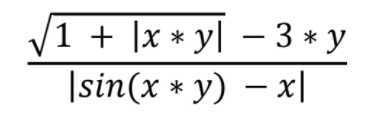 √1 + |x * y| − 3 * y
|sin(x * y) − x|